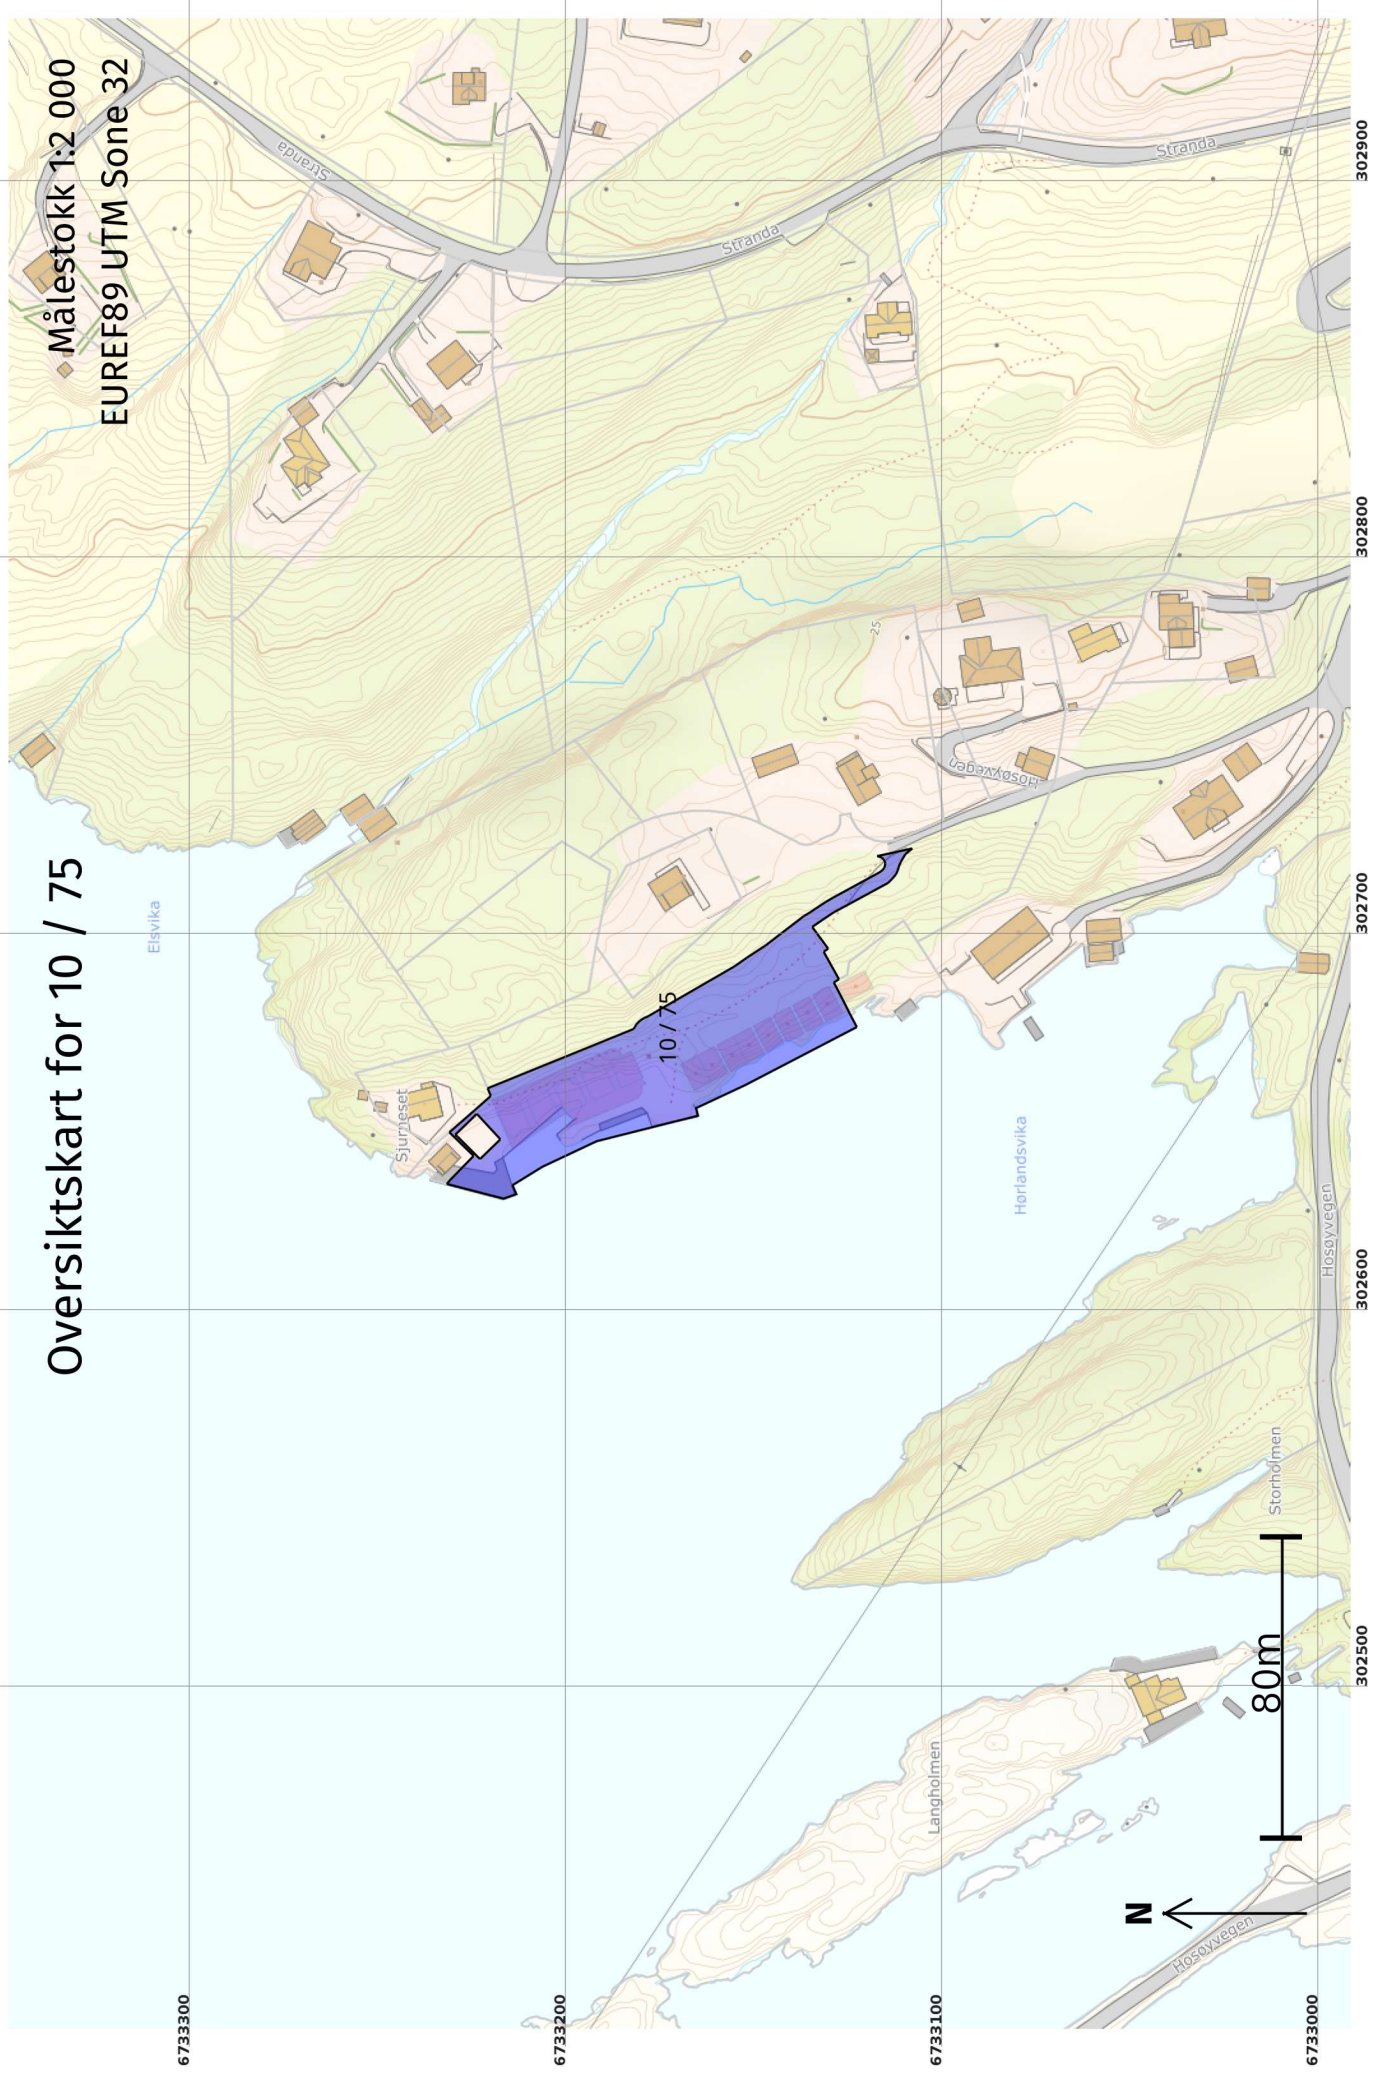 Oversiktskart for 10 / 75
Målestokk 1:2 000
EUREF89 UTM Sone 32
Elsvika
Stranda
Stranda
Stranda
Sjurneset
10 / 75
25
Hosøyvegen
Hørlandsvika
Hosøyvegen
Storholmen
Langholmen
Hosøyvegen
80m
N
6733300
6733200
6733100
6733000
302500
302600
302700
302800
302900